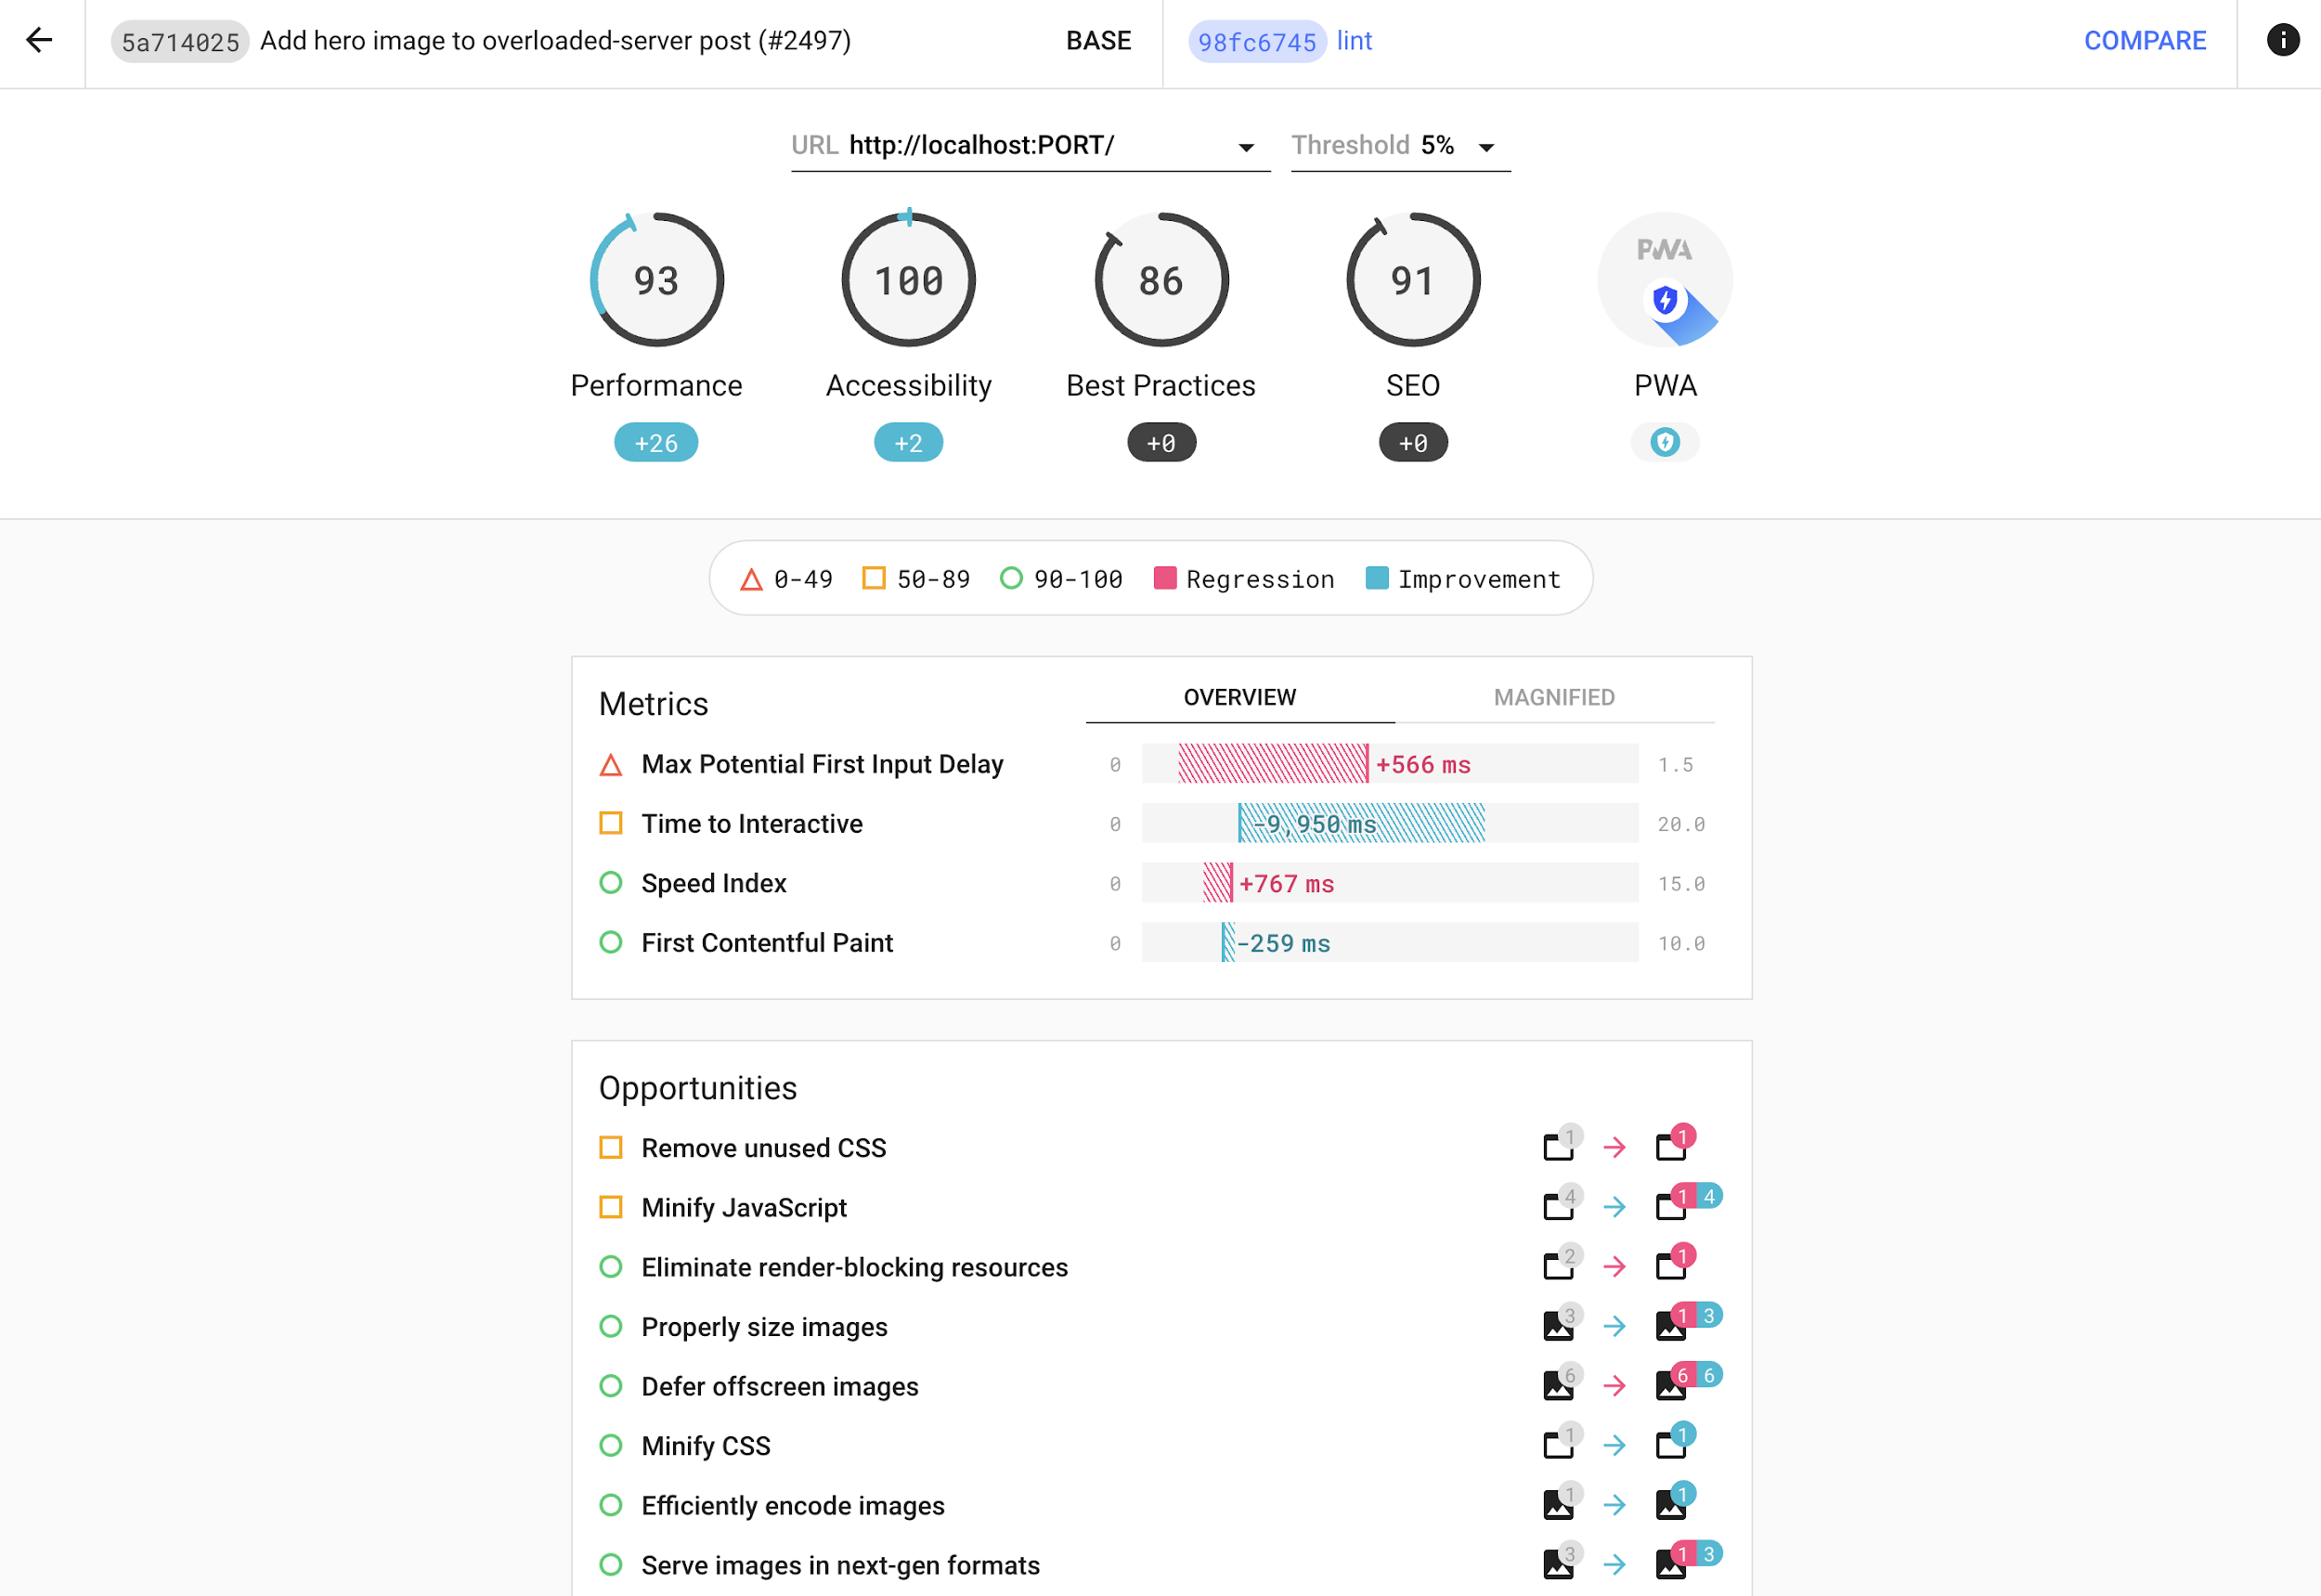 5a714025 Add hero image to overloaded-server post (#2497) BASE 98fc6745 lint COMPARE
URL http://localhost:PORT/ Threshold 5%
93 100 86 91 PWA
Performance Accessibility Best Practices SEO PWA
+26 +2 +0 +0
0-49 50-89 90-100 Regression Improvement
Metrics OVERVIEW MAGNIFIED
Max Potential First Input Delay 0 +566 ms 1.5
Time to Interactive 0 -9,950 ms 20.0
Speed Index 0 +767 ms 15.0
First Contentful Paint 0 -259 ms 10.0
Opportunities
Remove unused CSS 1 1
Minify JavaScript 4 1 4
Eliminate render-blocking resources 2 1
Properly size images 3 1 3
Defer offscreen images 6 6 6
Minify CSS 1 1
Efficiently encode images 1 1
Serve images in next-gen formats 3 1 3